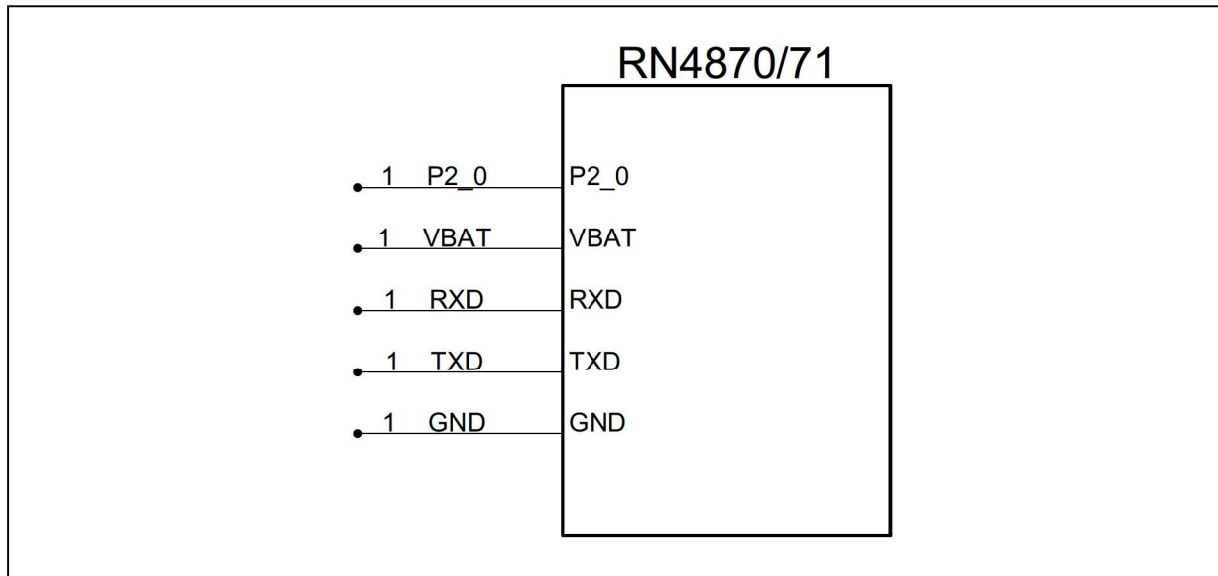 RN4870/71
1 P2_0 P2_0
1 VBAT VBAT
1 RXD RXD
1 TXD TXD
1 GND GND